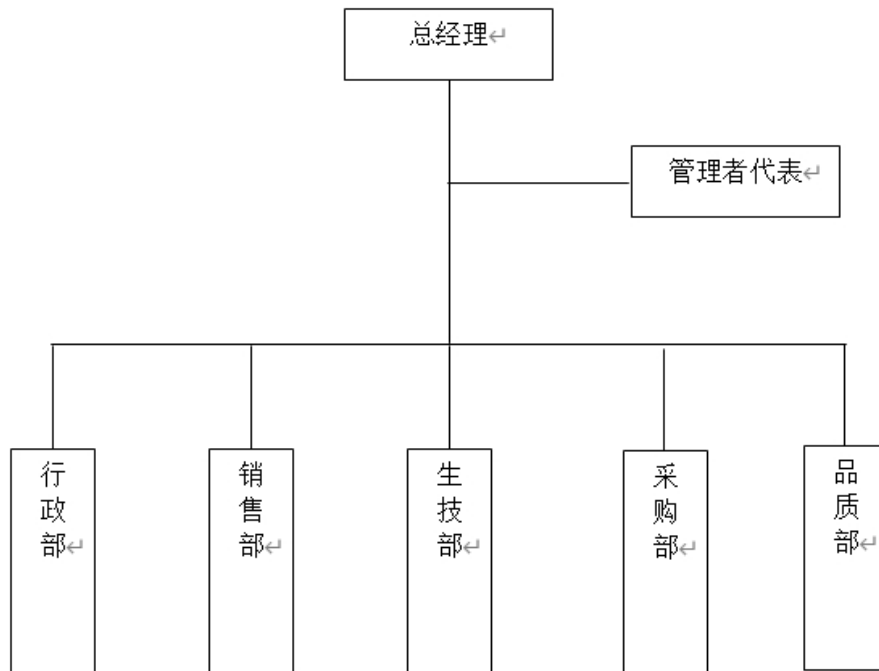 总经理
管理者代表
行政部
销售部
生技部
采购部
品质部